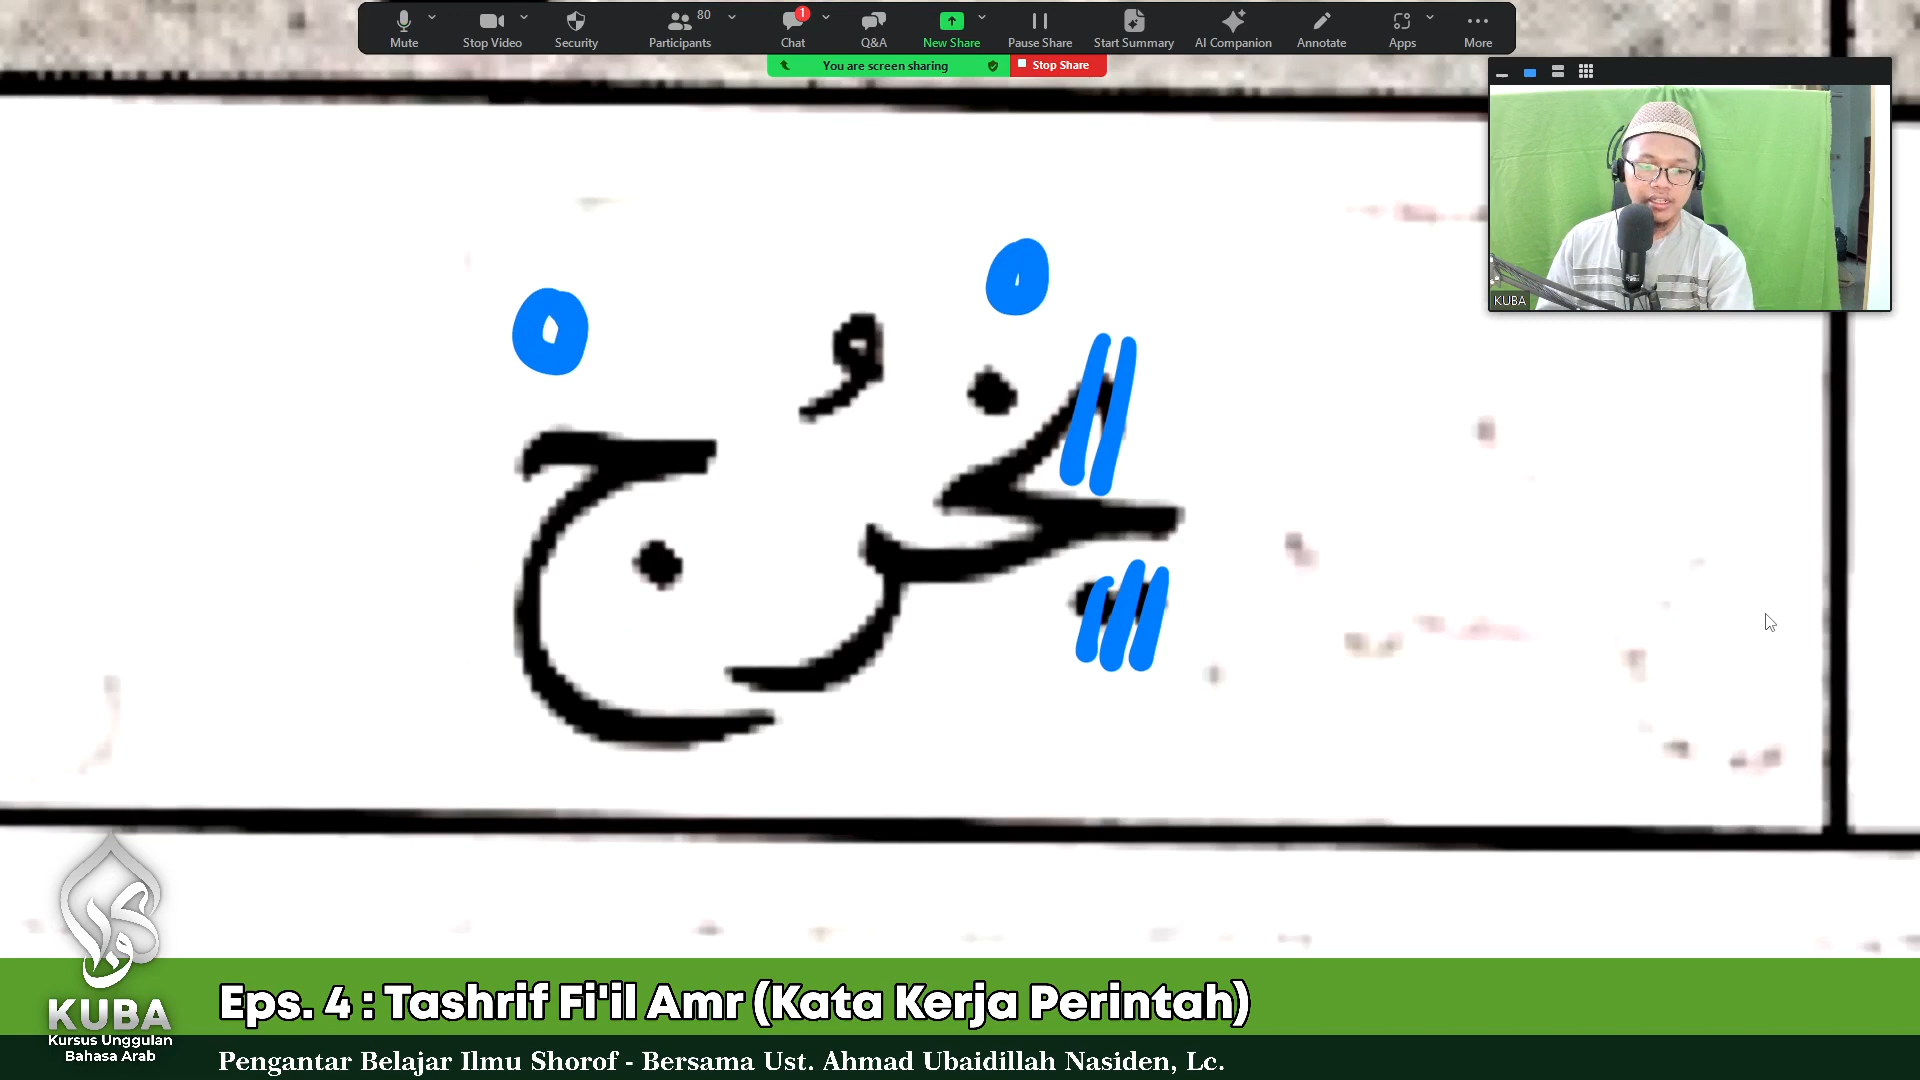 Mute
Stop Video
Security
Participants
80
Chat
1
Q&A
New Share
Pause Share
Start Summary
AI Companion
Annotate
Apps
More
You are screen sharing
Stop Share
KUBA
يخرُج
KUBA
Kursus Unggulan
Bahasa Arab
Eps. 4 : Tashrif Fi'il Amr (Kata Kerja Perintah)
Pengantar Belajar Ilmu Shorof - Bersama Ust. Ahmad Ubaidillah Nasiden, Lc.